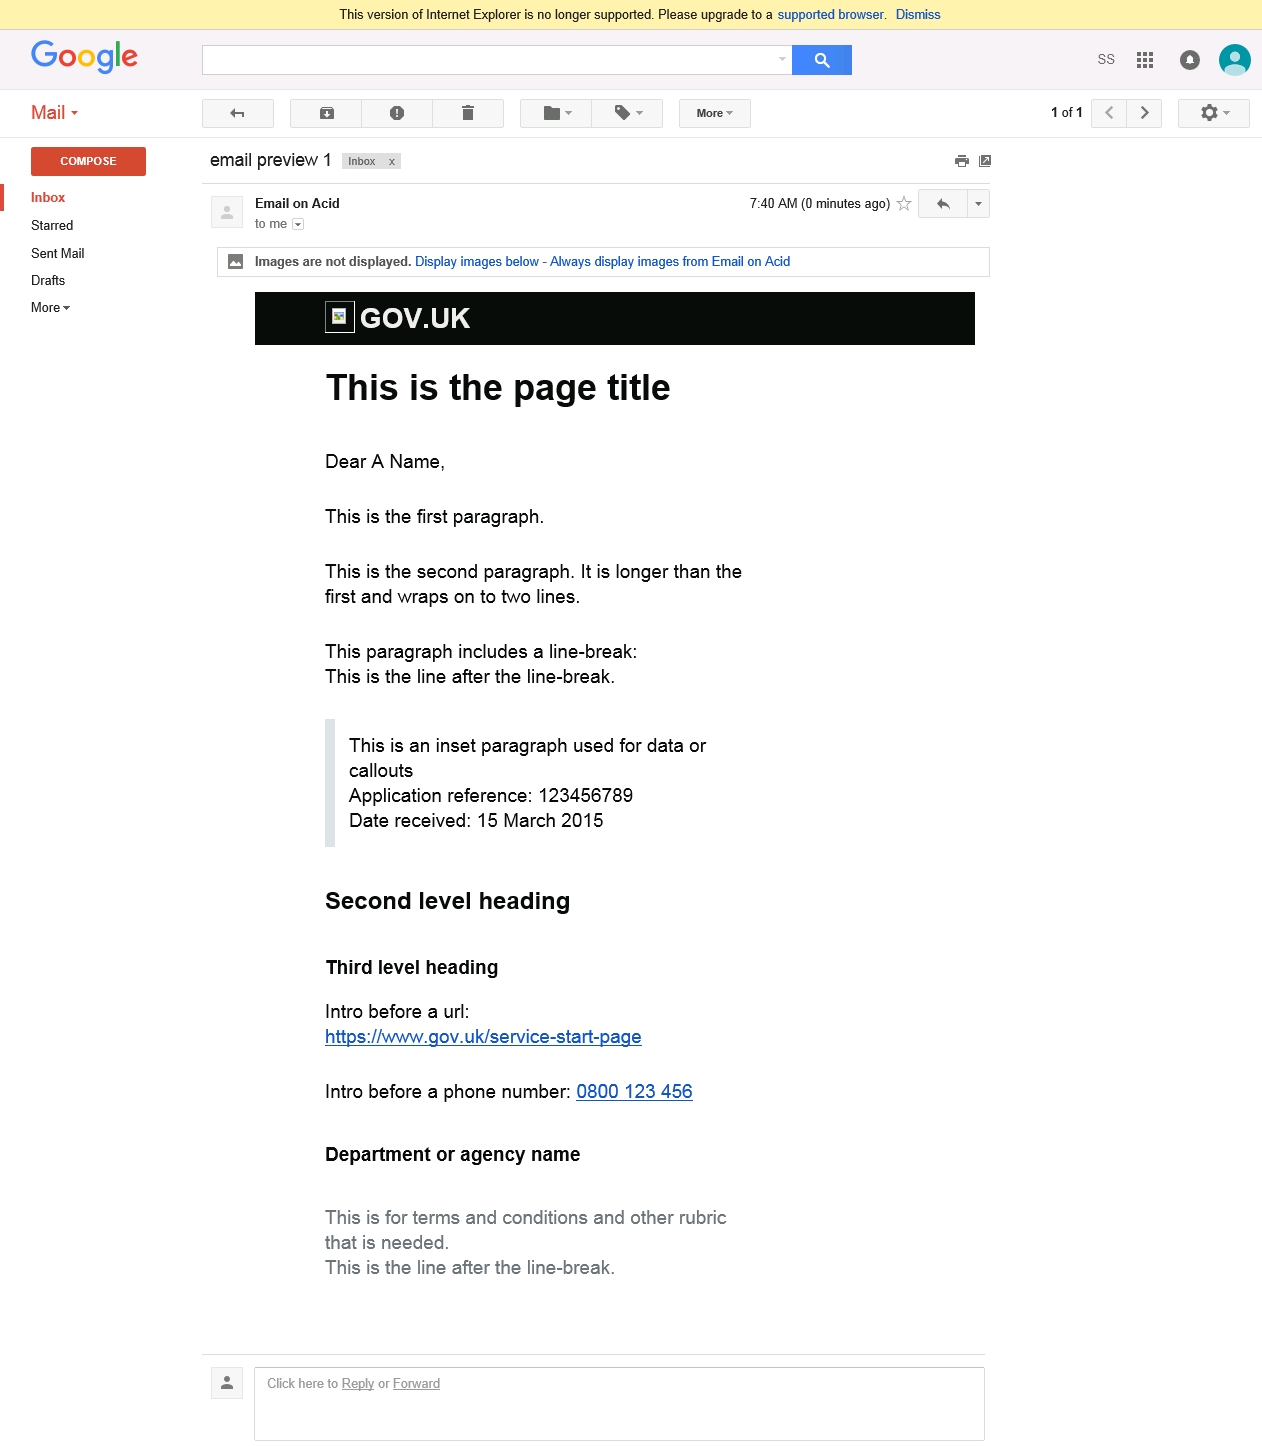 This version of Internet Explorer is no longer supported. Please upgrade to a supported browser. Dismiss
Google
SS
Mail
More
1 of 1
COMPOSE
email preview 1 Inbox x
Inbox
Email on Acid
7:40 AM (0 minutes ago)
Starred
to me
Sent Mail
Images are not displayed. Display images below - Always display images from Email on Acid
Drafts
More
GOV.UK
This is the page title
Dear A Name,
This is the first paragraph.
This is the second paragraph. It is longer than the
first and wraps on to two lines.
This paragraph includes a line-break:
This is the line after the line-break.
This is an inset paragraph used for data or
callouts
Application reference: 123456789
Date received: 15 March 2015
Second level heading
Third level heading
Intro before a url:
https://www.gov.uk/service-start-page
Intro before a phone number: 0800 123 456
Department or agency name
This is for terms and conditions and other rubric
that is needed.
This is the line after the line-break.
Click here to Reply or Forward